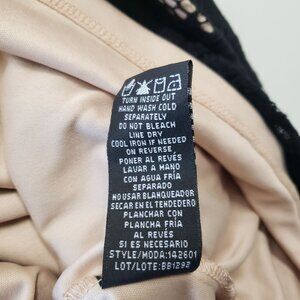 TURN INSIDE OUT
HAND WASH COLD
SEPARATELY
DO NOT BLEACH
LINE DRY
COOL IRON IF NEEDED
ON REVERSE
PONER AL REVÉS
LAVAR A MANO
CON AGUA FRÍA
SEPARADO
NO USAR BLANQUEADOR
SECAR EN EL TENDEDERO
PLANCHAR CON
PLANCHA FRÍA
AL REVÉS
SI ES NECESARIO
STYLE/MODA:142601
LOT/LOTE:BB1292